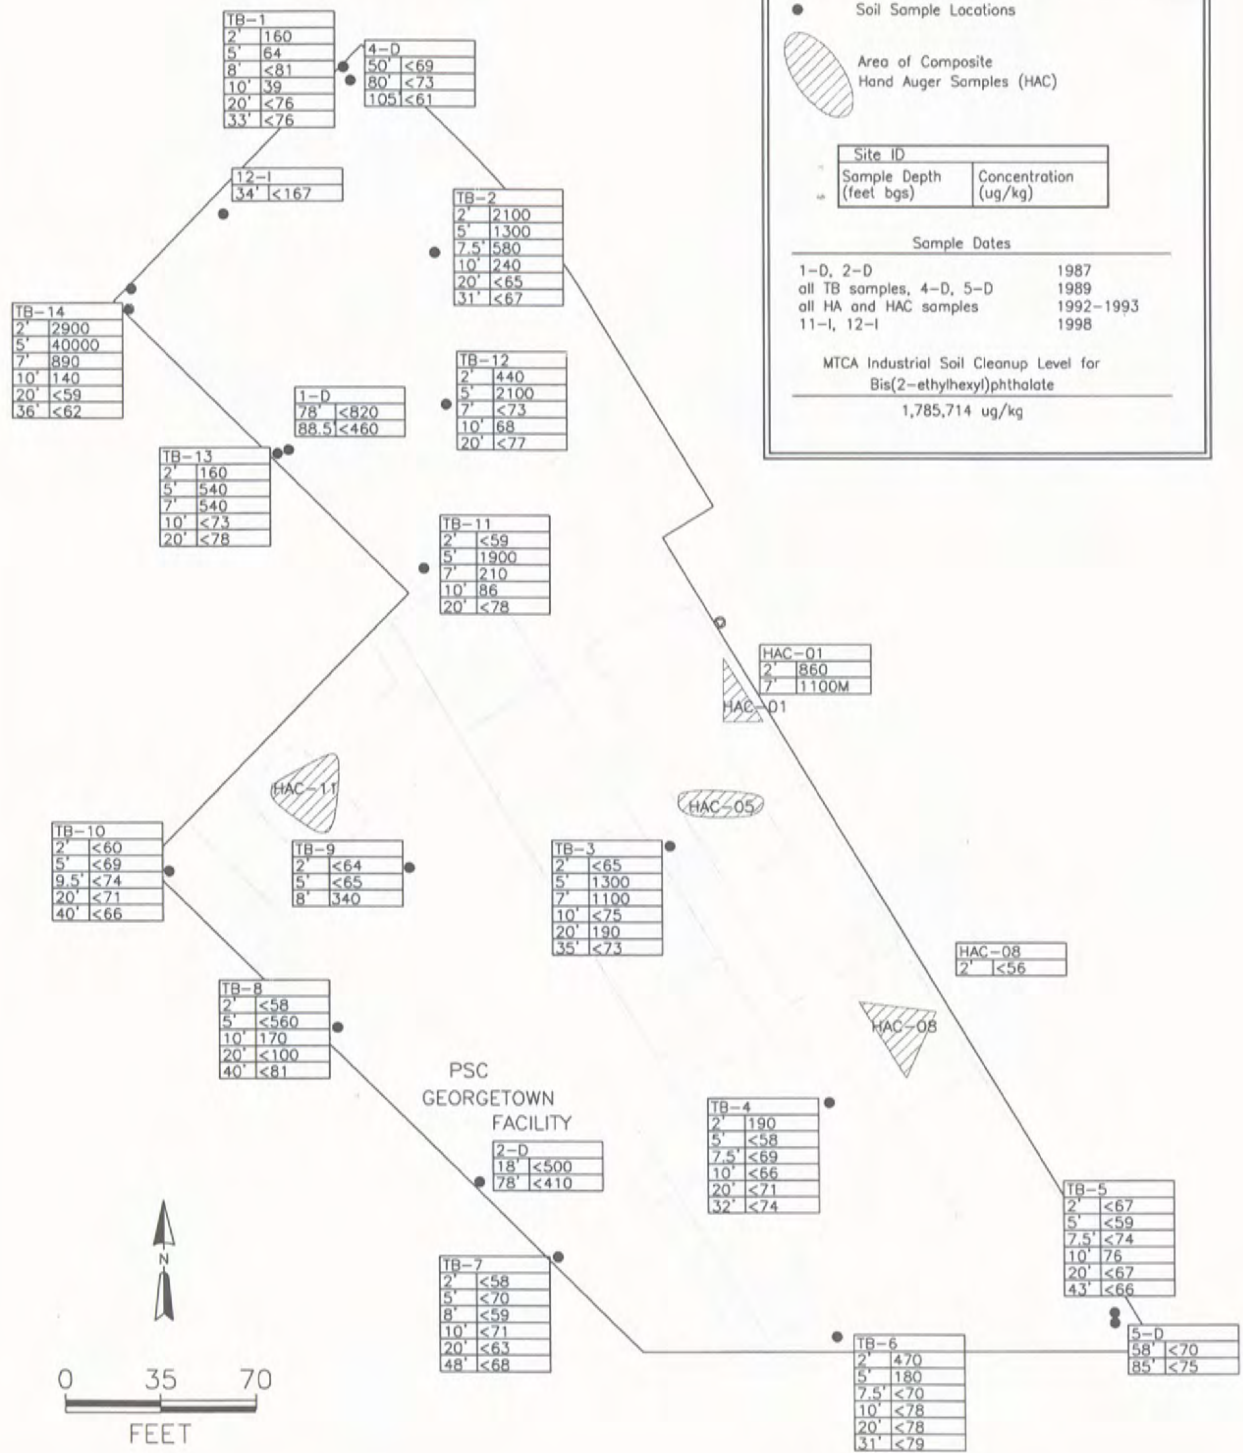 Soil Sample Locations
Area of Composite
Hand Auger Samples (HAC)
Site ID
Sample Depth (feet bgs) Concentration (ug/kg)
Sample Dates
1-D, 2-D 1987
all TB samples, 4-D, 5-D 1989
all HA and HAC samples 1992-1993
11-I, 12-I 1998
MTCA Industrial Soil Cleanup Level for
Bis(2-ethylhexyl)phthalate
1,785,714 ug/kg
TB-1
2' 160
5' 64
8' <81
10' 39
20' <76
33' <76
4-D
50' <69
80' <73
105' <61
12-I
34' <167
TB-2
2' 2100
5' 1300
7.5' 580
10' 240
20' <65
31' <67
TB-14
2' 2900
5' 40000
7' 890
10' 140
20' <59
36' <62
TB-12
2' 440
5' 2100
7' <73
10' 68
20' <77
1-D
78' <820
88.5' <460
TB-13
2' 160
5' 540
7' 540
10' <73
20' <78
TB-11
2' <59
5' 1900
7' 210
10' 86
20' <78
HAC-01
2' 860
7' 1100M
HAC-01
HAC-11
HAC-05
TB-10
2' <60
5' <69
9.5' <74
20' <71
40' <66
TB-9
2' <64
5' <65
8' 340
TB-3
2' <65
5' 1300
7' 1100
10' <75
20' 190
35' <73
HAC-08
2' <56
HAC-08
TB-8
2' <58
5' <560
10' 170
20' <100
40' <81
PSC
GEORGETOWN
FACILITY
2-D
18' <500
78' <410
TB-4
2' 190
5' <58
7.5' <69
10' <66
20' <71
32' <74
TB-5
2' <67
5' <59
7.5' <74
10' 76
20' <67
43' <66
TB-7
2' <58
5' <70
8' <59
10' <71
20' <63
48' <68
5-D
58' <70
85' <75
TB-6
2' 470
5' 180
7.5' <70
10' <78
20' <78
31' <79
N
0 35 70
FEET